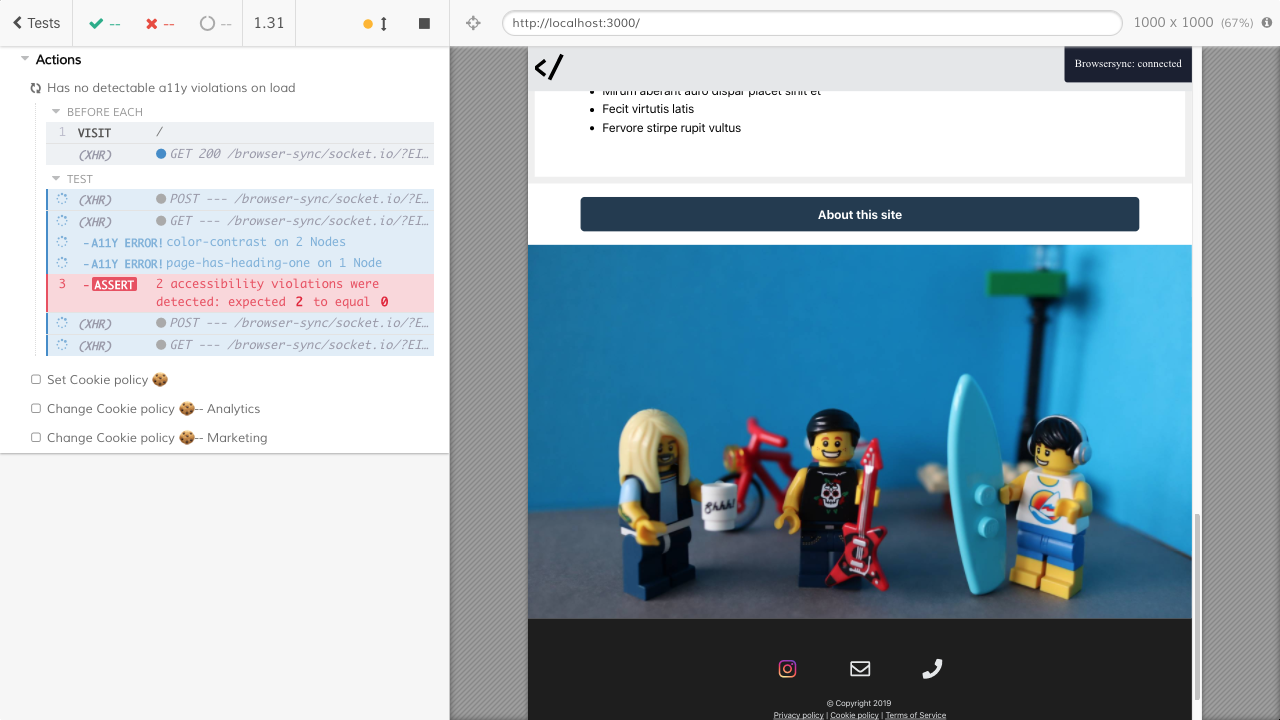 Tests
--
--
--
1.31
http://localhost:3000/
1000 x 1000 (67%)
Actions
Has no detectable a11y violations on load
BEFORE EACH
1 VISIT /
(XHR) GET 200 /browser-sync/socket.io/?EI…
TEST
(XHR) POST --- /browser-sync/socket.io/?E…
(XHR) GET --- /browser-sync/socket.io/?EI…
-A11Y ERROR! color-contrast on 2 Nodes
-A11Y ERROR! page-has-heading-one on 1 Node
3 -ASSERT 2 accessibility violations were
detected: expected 2 to equal 0
(XHR) POST --- /browser-sync/socket.io/?E…
(XHR) GET --- /browser-sync/socket.io/?EI…
Set Cookie policy 🍪
Change Cookie policy 🍪-- Analytics
Change Cookie policy 🍪-- Marketing
</
Browsersync: connected
Mirum aberant auro dispar placet sinit et
Fecit virtutis latis
Fervore stirpe rupit vultus
About this site
Ahhh!
© Copyright 2019
Privacy policy | Cookie policy | Terms of Service